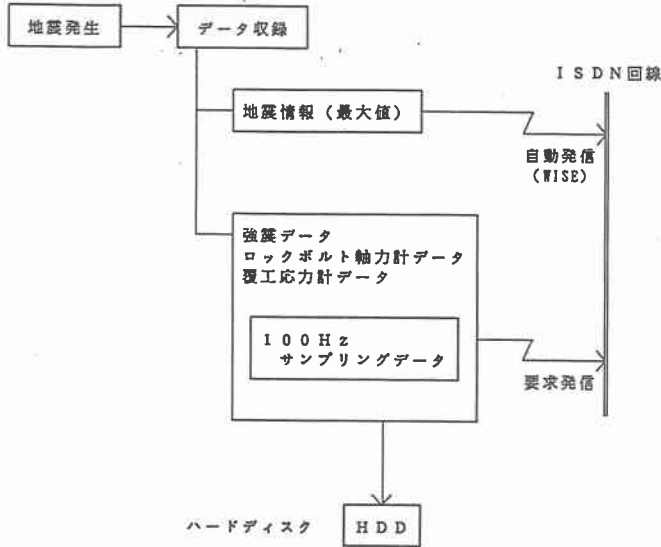 地震発生
データ収録
ISDN回線
地震情報(最大値)
自動発信
(WISE)
強震データ
ロックボルト軸力計データ
覆工応力計データ
100Hz
サンプリングデータ
要求発信
ハードディスク
HDD